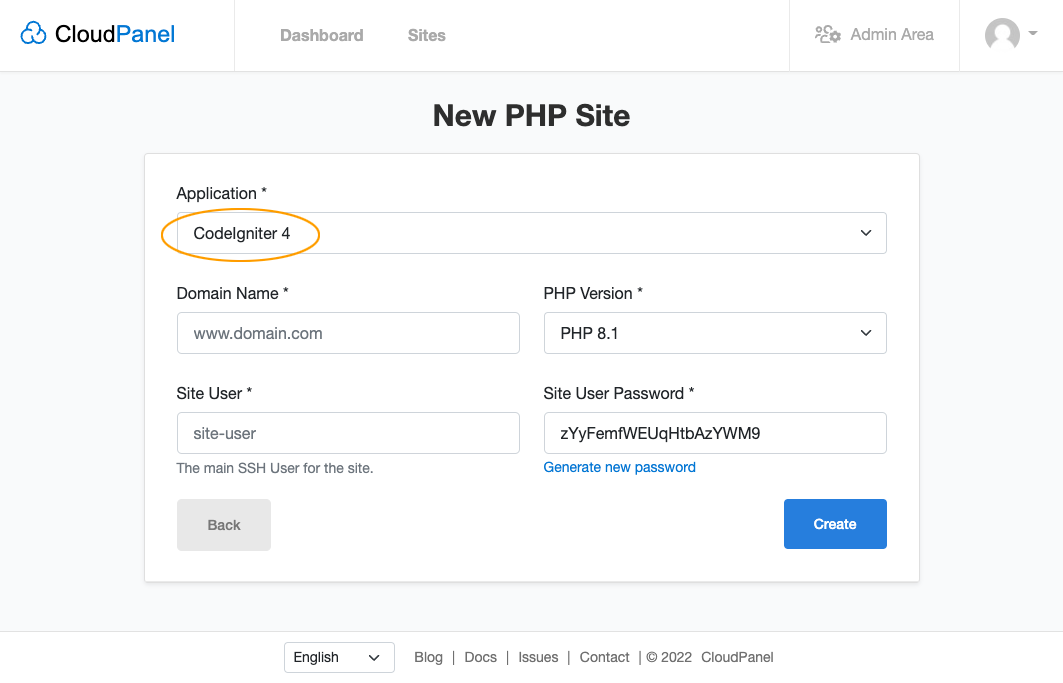 CloudPanel Dashboard Sites Admin Area
New PHP Site
Application *
CodeIgniter 4
Domain Name * PHP Version *
www.domain.com PHP 8.1
Site User * Site User Password *
site-user zYyFemfWEUqHtbAzYWM9
The main SSH User for the site. Generate new password
Back Create
English Blog | Docs | Issues | Contact | © 2022 CloudPanel